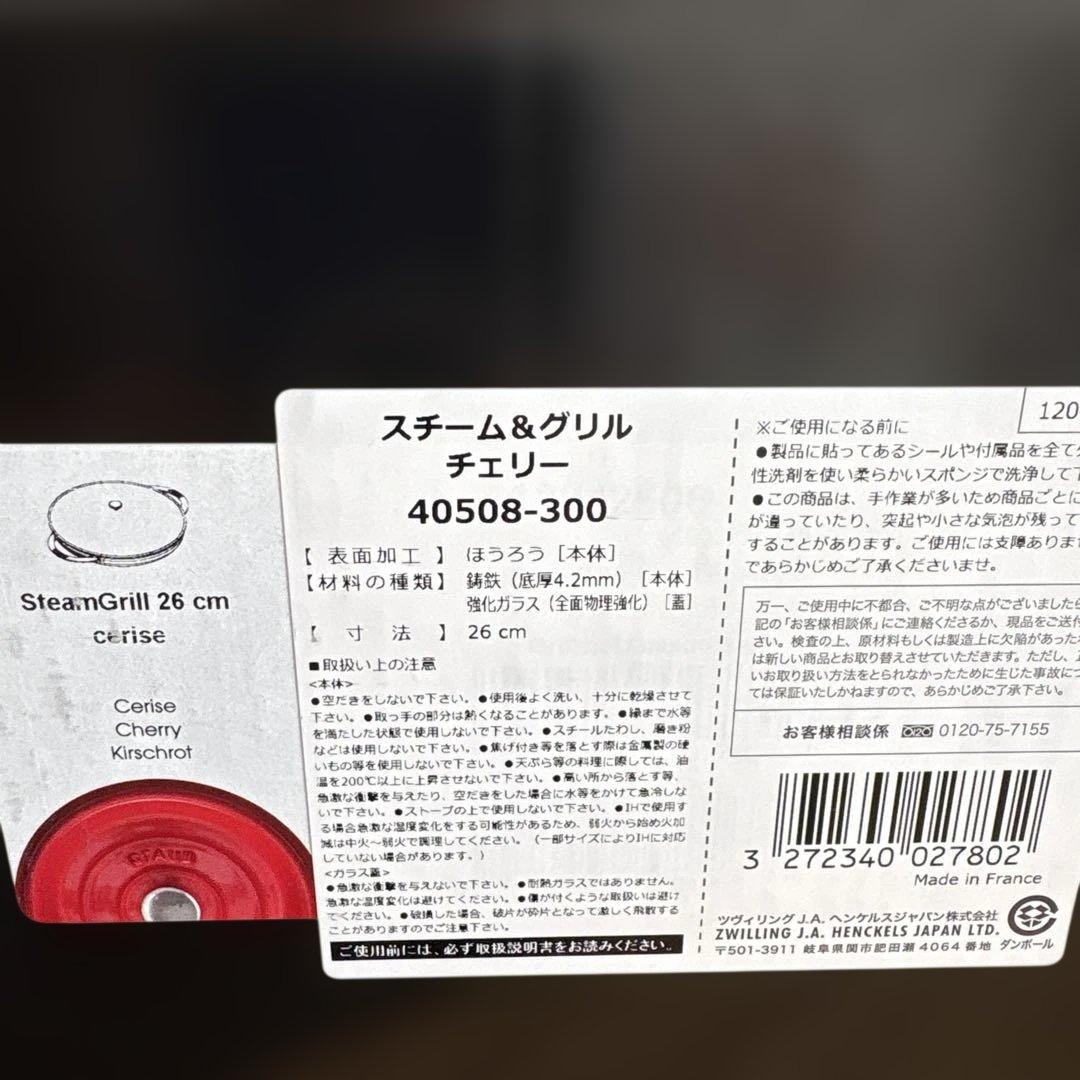 SteamGrill 26 cm
cerise
Cerise
Cherry
Kirschrot
STAUB
スチーム&グリル
チェリー
40508-300
【 表面加工 】 ほうろう［本体］
【材料の種類】 鋳鉄（底厚4.2mm）［本体］
強化ガラス（全面物理強化）［蓋］
【 寸 法 】 26 cm
■取扱い上の注意
<本体>
●空だきをしないで下さい。●使用後よく洗い、十分に乾燥させて
下さい。●取っ手の部分は熱くなることがあります。●縁まで水等
を満たした状態で使用しないで下さい。●スチールたわし、磨き粉
などは使用しないで下さい。●焦げ付き等を落とす際は金属製の硬
いもの等を使用しないで下さい。●天ぷら等の料理に際しては、油
温を200℃以上に上昇させないで下さい。●高い所から落とす等、
急激な衝撃を与えたり、空だきをした場合に水等をかけて急冷しな
いで下さい。●ストーブの上で使用しないで下さい。●IHで使用す
る場合急激な温度変化をする可能性があるため、弱火から始め火加
減は中火〜弱火で調理してください。（一部サイズによりIHに対応
していない場合があります。）
<ガラス蓋>
●急激な衝撃を与えないで下さい。●耐熱ガラスではありません。
急激な温度変化は避けてください。●傷が付くような取扱いは避け
てください。●破損した場合、破片が砕片となって激しく飛散する
ことがありますのでご注意下さい。
ご使用前には、必ず取扱説明書をお読みください。
120
※ご使用になる前に
●製品に貼ってあるシールや付属品を全て
性洗剤を使い柔らかいスポンジで洗浄して
●この商品は、手作業が多いため商品ごとに
が違っていたり、突起や小さな気泡が残って
することがあります。ご使用には支障ありま
であらかじめご了承くださいませ。
万一、ご使用中に不都合、ご不明な点がございましたら
記の「お客様相談係」にご連絡くださるか、現品をご送付
さい。検査の上、原材料もしくは製造上に欠陥があった
は新しい商品とお取り替えさせていただきます。ただし、
いお取り扱い方法をとられなかったために生じた事故につ
ては保証いたしかねますので、あらかじめご了承下さい。
お客様相談係 0120-75-7155
3 272340 027802
Made in France
ツヴィリング J.A. ヘンケルスジャパン株式会社
ZWILLING J.A. HENCKELS JAPAN LTD.
〒501-3911 岐阜県関市肥田瀬 4064 番地 ダンボール